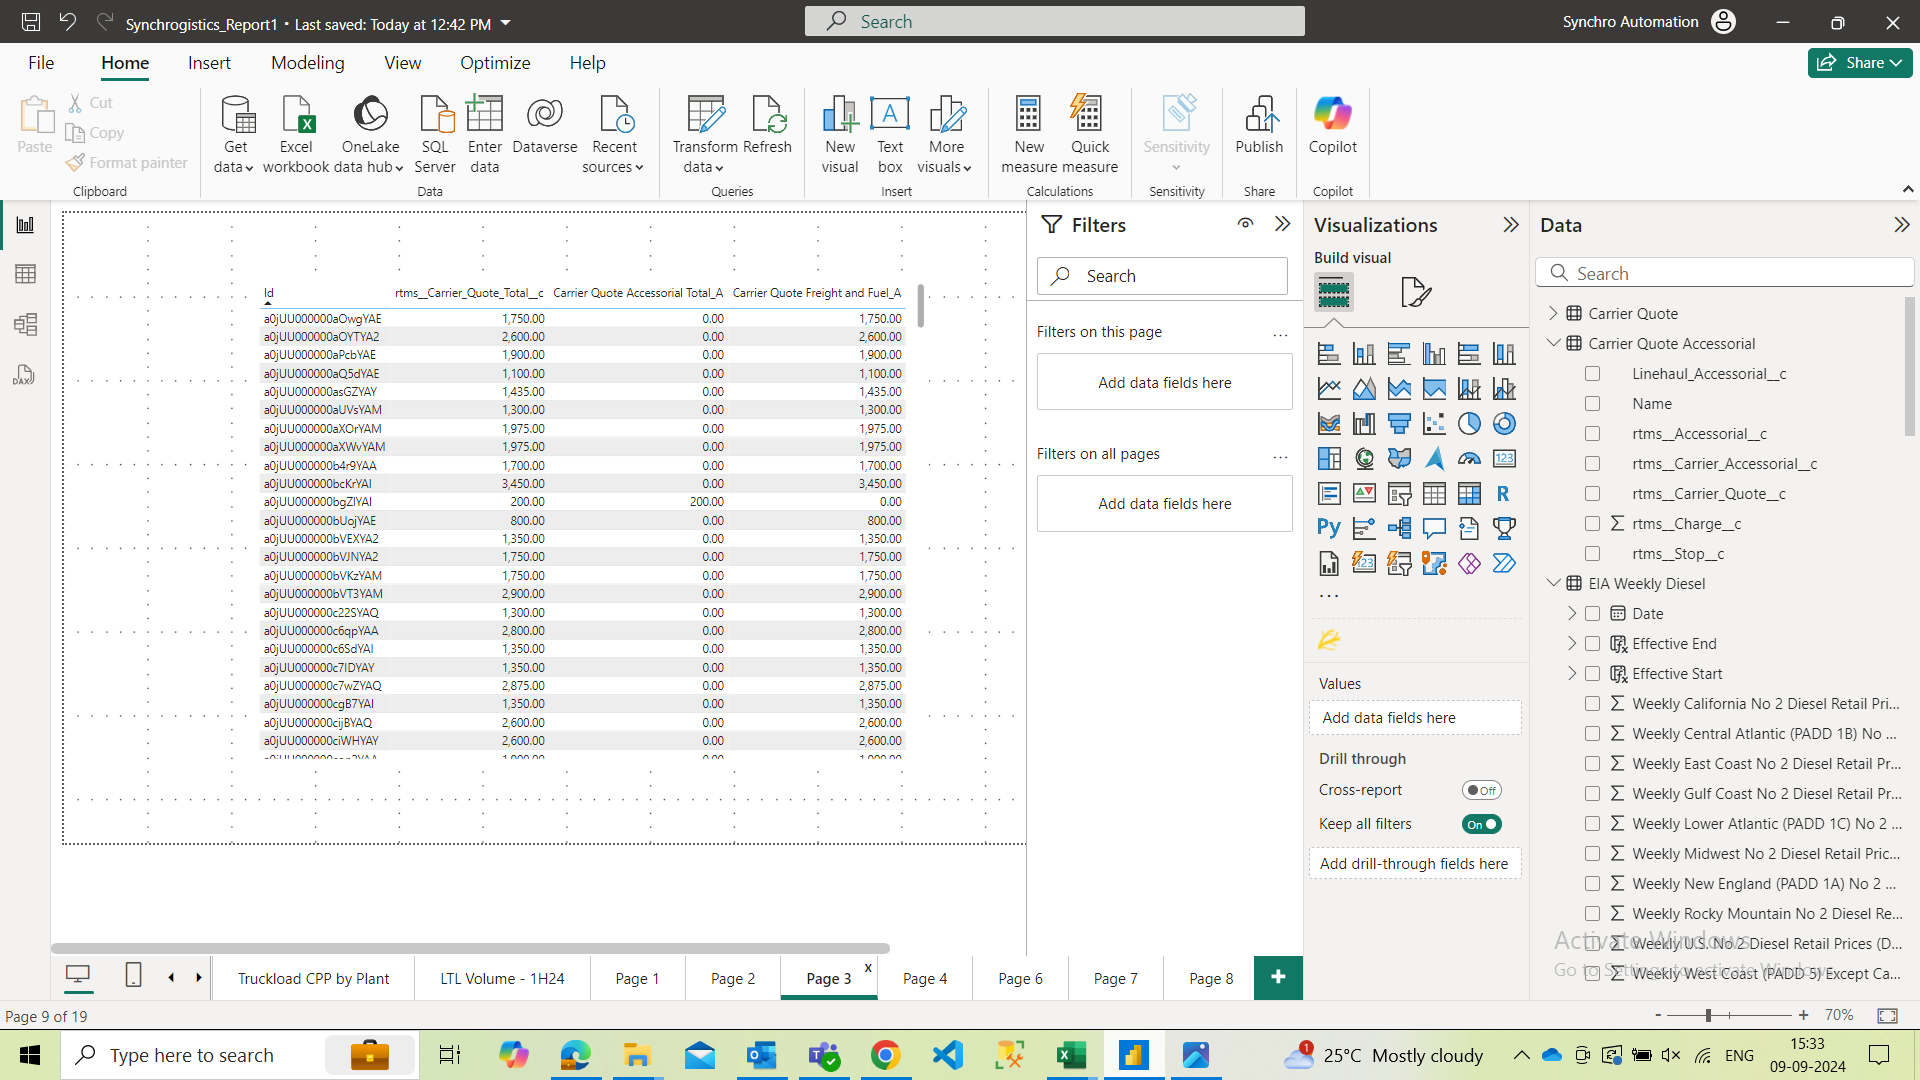 Synchrogistics_Report1 • Last saved: Today at 12:42 PM
Search
Synchro Automation
File Home Insert Modeling View Optimize Help
Share
Paste
Cut
Copy
Format painter
Clipboard
Get data
Excel workbook
OneLake data hub
SQL Server
Enter data
Dataverse
Recent sources
Data
Transform data
Refresh
Queries
New visual
Text box
More visuals
Insert
New measure
Quick measure
Calculations
Sensitivity
Sensitivity
Publish
Share
Copilot
Copilot
Id rtms__Carrier_Quote_Total__c Carrier Quote Accessorial Total_A Carrier Quote Freight and Fuel_A
a0jUU000000aOwgYAE 1,750.00 0.00 1,750.00
a0jUU000000aOYTYA2 2,600.00 0.00 2,600.00
a0jUU000000aPcbYAE 1,900.00 0.00 1,900.00
a0jUU000000aQ5dYAE 1,100.00 0.00 1,100.00
a0jUU000000asGZYAY 1,435.00 0.00 1,435.00
a0jUU000000aUVsYAM 1,300.00 0.00 1,300.00
a0jUU000000aXOrYAM 1,975.00 0.00 1,975.00
a0jUU000000aXWvYAM 1,975.00 0.00 1,975.00
a0jUU000000b4r9YAA 1,700.00 0.00 1,700.00
a0jUU000000bcKrYAI 3,450.00 0.00 3,450.00
a0jUU000000bgZlYAI 200.00 200.00 0.00
a0jUU000000bUqjYAE 800.00 0.00 800.00
a0jUU000000bVEXYA2 1,350.00 0.00 1,350.00
a0jUU000000bVJNYA2 1,750.00 0.00 1,750.00
a0jUU000000bVKzYAM 1,750.00 0.00 1,750.00
a0jUU000000bVT3YAM 2,900.00 0.00 2,900.00
a0jUU000000c22SYAQ 1,300.00 0.00 1,300.00
a0jUU000000c6qpYAA 2,800.00 0.00 2,800.00
a0jUU000000c6SdYAI 1,350.00 0.00 1,350.00
a0jUU000000c7IDYAY 1,350.00 0.00 1,350.00
a0jUU000000c7wZYAQ 2,875.00 0.00 2,875.00
a0jUU000000cgB7YAI 1,350.00 0.00 1,350.00
a0jUU000000cijBYAQ 2,600.00 0.00 2,600.00
a0jUU000000ciWHYAY 2,600.00 0.00 2,600.00
Filters
Search
Filters on this page ...
Add data fields here
Filters on all pages ...
Add data fields here
Visualizations
Build visual
123
R
Py
123
...
Values
Add data fields here
Drill through
Cross-report Off
Keep all filters On
Add drill-through fields here
Data
Search
Carrier Quote
Carrier Quote Accessorial
Linehaul_Accessorial__c
Name
rtms__Accessorial__c
rtms__Carrier_Accessorial__c
rtms__Carrier_Quote__c
rtms__Charge__c
rtms__Stop__c
EIA Weekly Diesel
Date
Effective End
Effective Start
Weekly California No 2 Diesel Retail Pri...
Weekly Central Atlantic (PADD 1B) No ...
Weekly East Coast No 2 Diesel Retail Pr...
Weekly Gulf Coast No 2 Diesel Retail Pr...
Weekly Lower Atlantic (PADD 1C) No 2 ...
Weekly Midwest No 2 Diesel Retail Pric...
Weekly New England (PADD 1A) No 2 ...
Weekly Rocky Mountain No 2 Diesel Re...
Weekly U.S. No 2 Diesel Retail Prices (D...
Weekly West Coast (PADD 5) Except Ca...
Activate Windows
Go to Settings to activate Windows.
Truckload CPP by Plant LTL Volume - 1H24 Page 1 Page 2 Page 3 x Page 4 Page 6 Page 7 Page 8 +
Page 9 of 19
- + 70%
Type here to search
1
25°C Mostly cloudy
ENG
15:33
09-09-2024